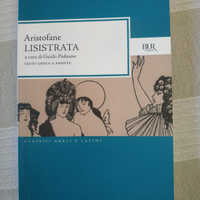 Aristofane
LISISTRATA
a cura di Guido Paduano
TESTO GRECO A FRONTE
BUR
CLASSICI GRECI E LATINI